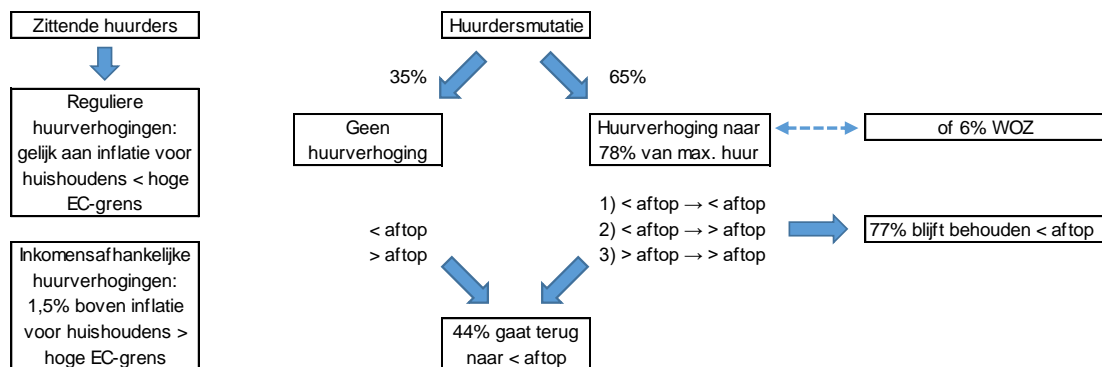 Zittende huurders
Reguliere
huurverhogingen:
gelijk aan inflatie voor
huishoudens < hoge
EC-grens
Inkomensafhankelijke
huurverhogingen:
1,5% boven inflatie
voor huishoudens >
hoge EC-grens
Huurdersmutatie
35%
65%
Geen
huurverhoging
Huurverhoging naar
78% van max. huur
of 6% WOZ
< aftop
> aftop
1) < aftop → < aftop
2) < aftop → > aftop
3) > aftop → > aftop
77% blijft behouden < aftop
44% gaat terug
naar < aftop